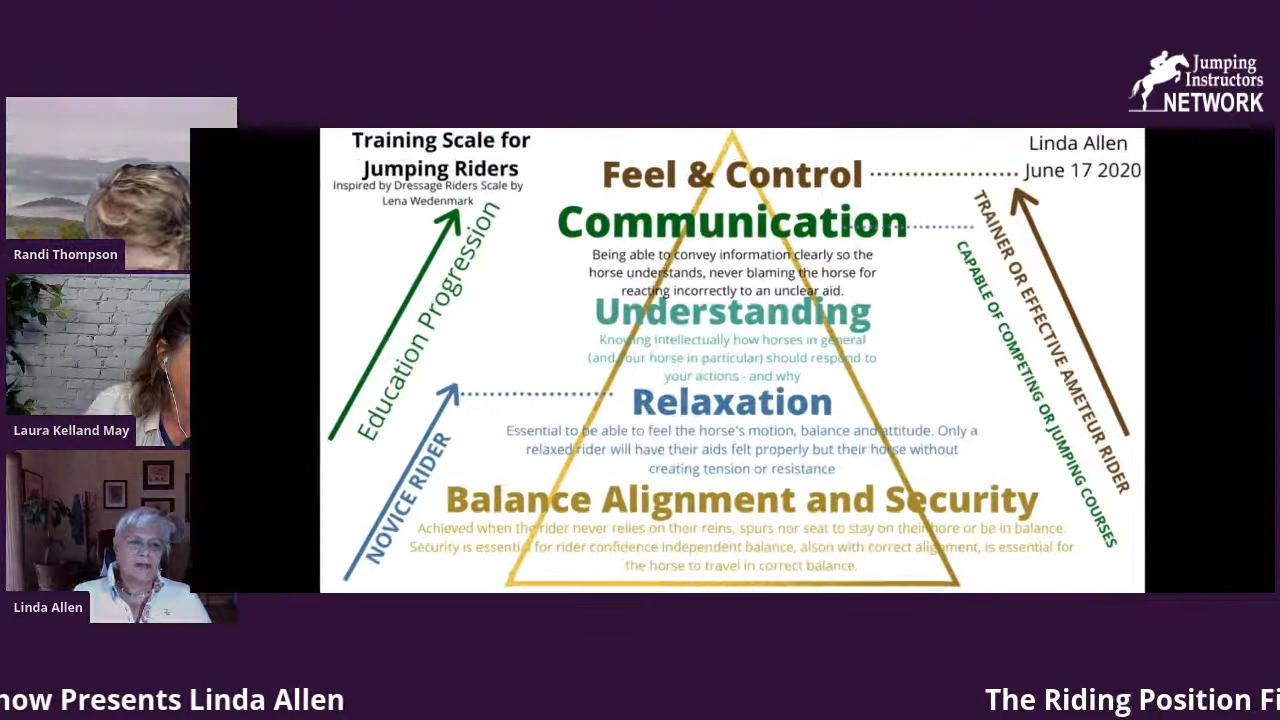 Jumping
Instructors
NETWORK
Randi Thompson
Laura Kelland May
Linda Allen
Training Scale for
Jumping Riders
Inspired by Dressage Riders Scale by
Lena Wedenmark
Education Progression
NOVICE RIDER
Linda Allen
June 17 2020
Feel & Control
Communication
Being able to convey information clearly so the
horse understands, never blaming the horse for
reacting incorrectly to an unclear aid.
Understanding
Knowing intellectually how horses in general
(and your horse in particular) should respond to
your actions - and why
Relaxation
Essential to be able to feel the horse's motion, balance and attitude. Only a
relaxed rider will have their aids felt properly but their horse without
creating tension or resistance
Balance Alignment and Security
Achieved when the rider never relies on their reins, spurs nor seat to stay on their hore or be in balance.
Security is essential for rider confidence independent balance, alson with correct alignment, is essential for
the horse to travel in correct balance.
TRAINER OR EFFECTIVE AMETEUR RIDER
CAPABLE OF COMPETING OR JUMPING COURSES
how Presents Linda Allen
The Riding Position Fi